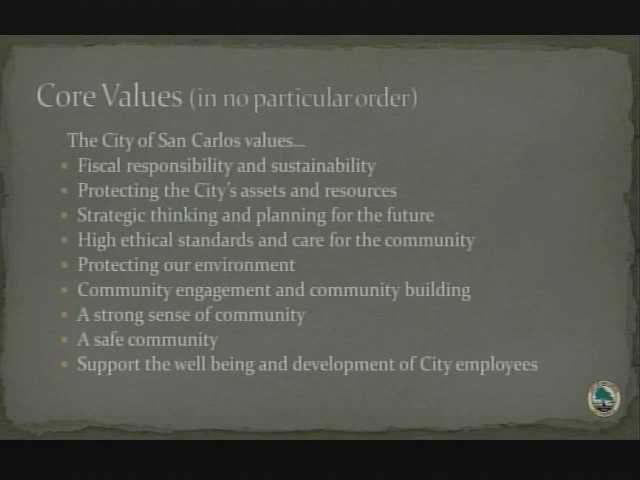 Core Values (in no particular order)
The City of San Carlos values...
Fiscal responsibility and sustainability
Protecting the City's assets and resources
Strategic thinking and planning for the future
High ethical standards and care for the community
Protecting our environment
Community engagement and community building
A strong sense of community
A safe community
Support the well being and development of City employees